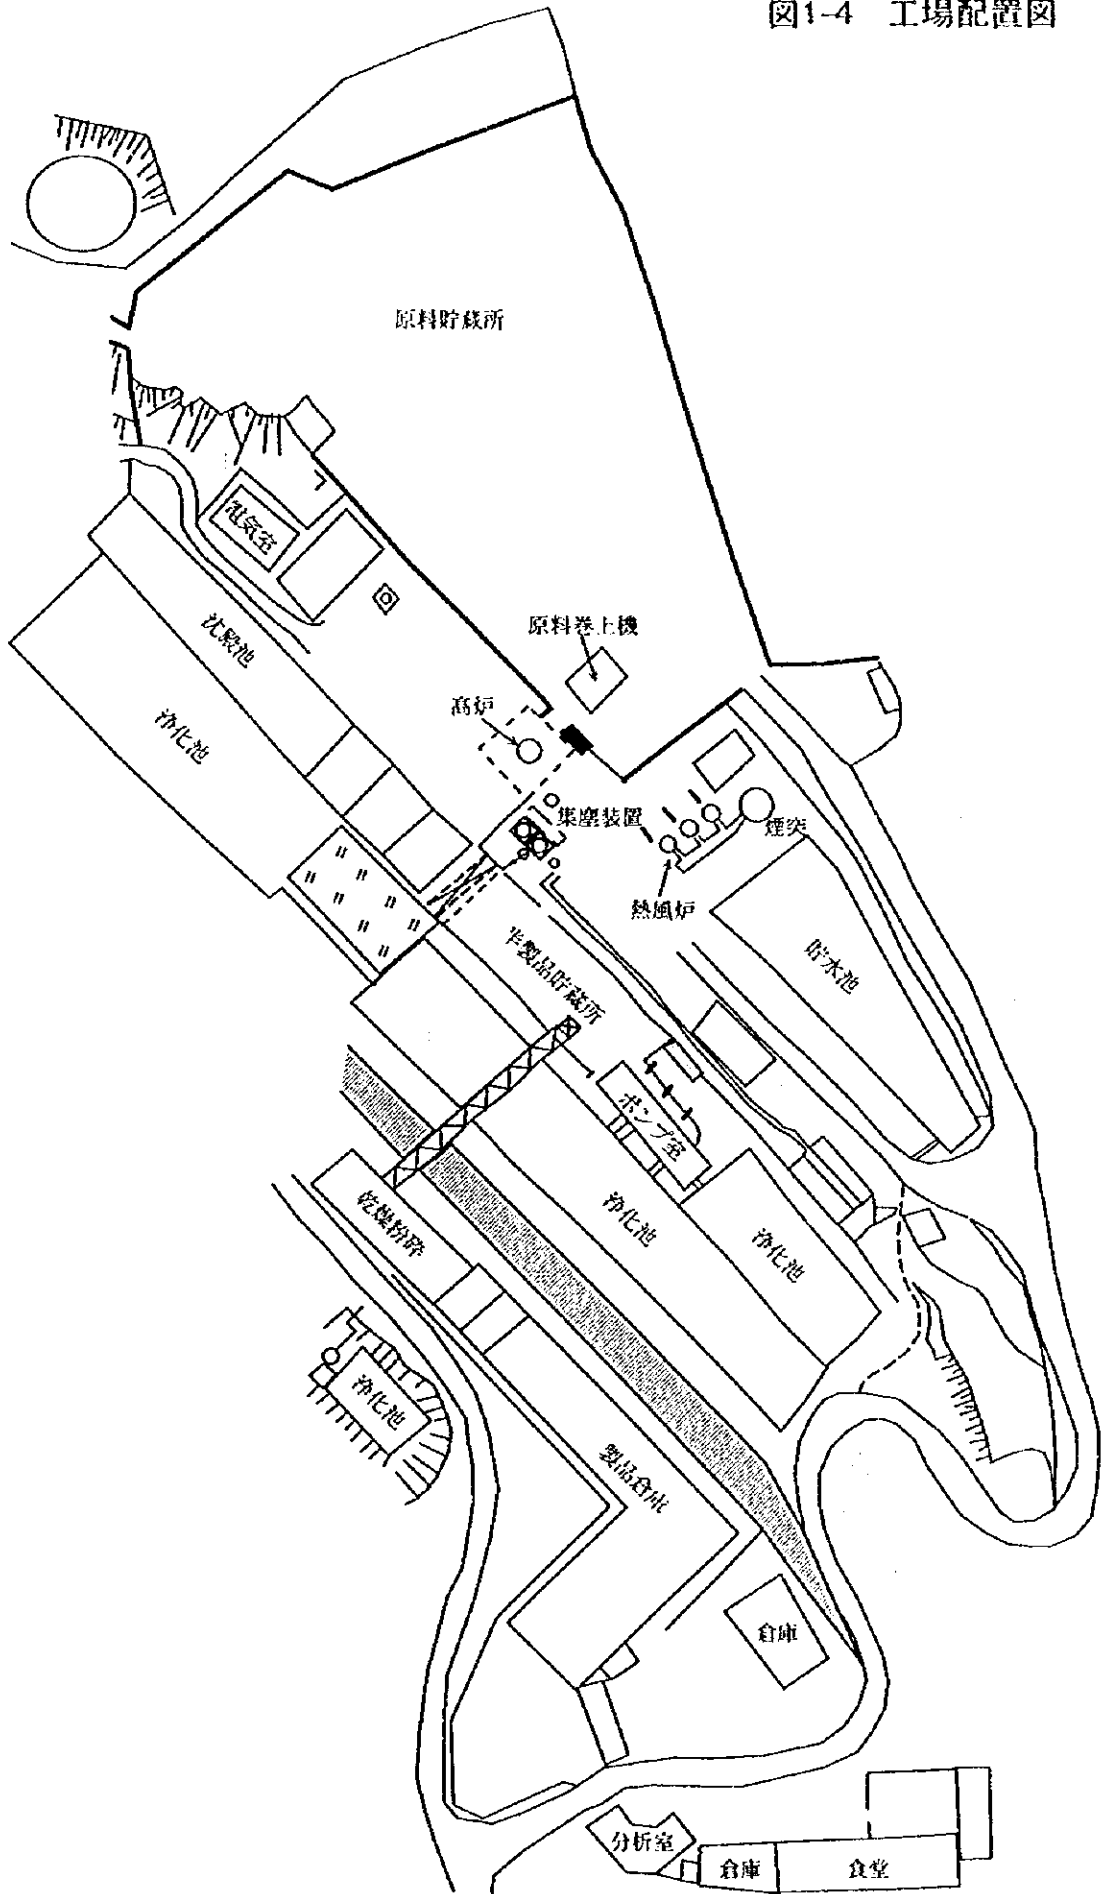 図1-4 工場配置図
原料貯蔵所
電気室
沈殿池
浄化池
原料巻上機
高炉
集塵装置
煙突
熱風炉
半製品貯蔵所
貯水池
ポンプ室
浄化池
浄化池
乾燥粉砕
浄化池
製品倉庫
倉庫
分析室
倉庫
食堂